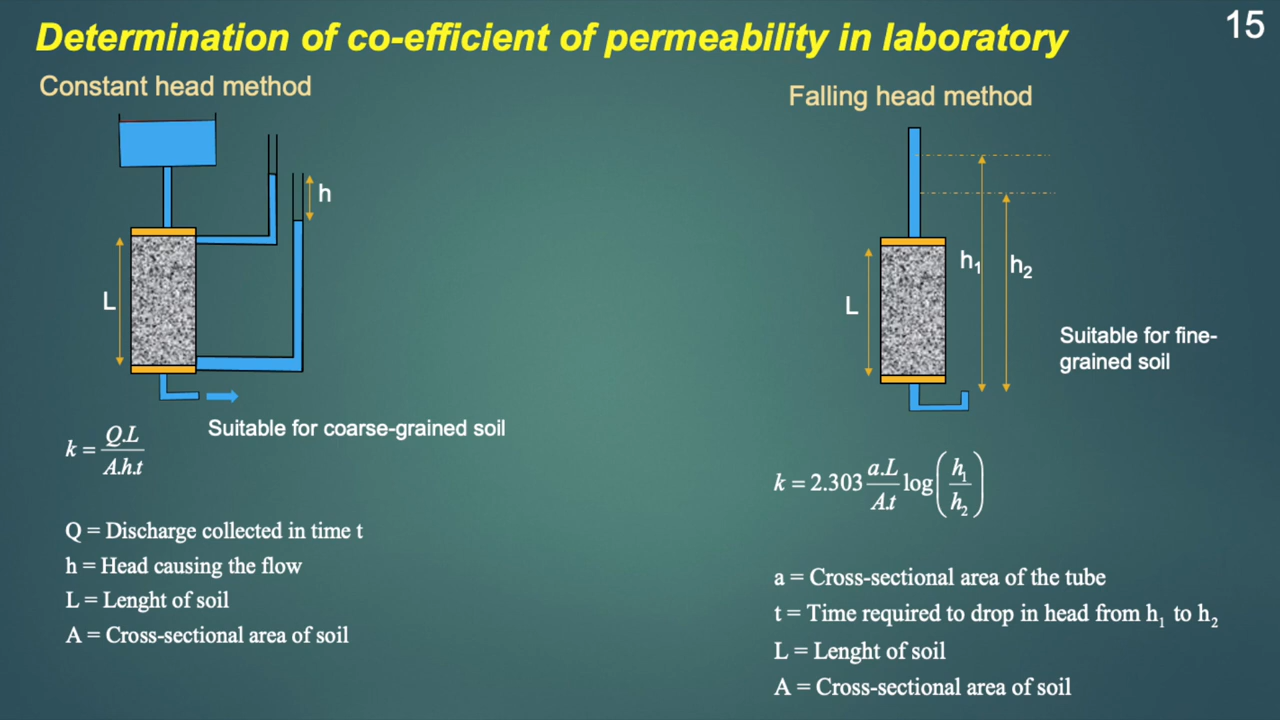 15
Determination of co-efficient of permeability in laboratory
Constant head method
h
L
Suitable for coarse-grained soil
k = Q.L / A.h.t
Q = Discharge collected in time t
h = Head causing the flow
L = Lenght of soil
A = Cross-sectional area of soil
Falling head method
h₁
h₂
L
Suitable for fine-
grained soil
k = 2.303 a.L / A.t log(h₁ / h₂)
a = Cross-sectional area of the tube
t = Time required to drop in head from h₁ to h₂
L = Lenght of soil
A = Cross-sectional area of soil